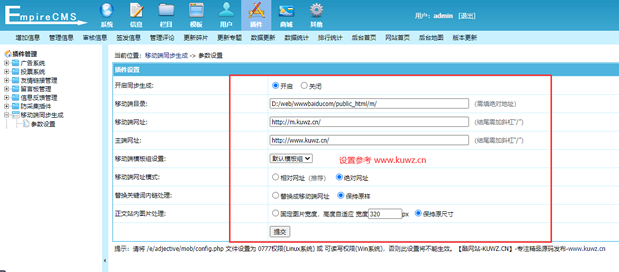 EmpireCMS
系统 信息 栏目 模板 用户 插件 商城 其他
用户：admin [退出]
增加信息 管理信息 审核信息 签发信息 管理评论 更新碎片 更新专题 数据更新 数据统计 排行统计 后台首页 网站首页 后台地图 版本更新
插件管理
广告系统
投票系统
友情链接管理
留言板管理
信息反馈管理
防采集插件
移动端同步生成
参数设置
当前位置：移动端同步生成 -> 参数设置
插件设置
开启同步生成: 开启 关闭
移动端目录: D:/web/wwwbaiducom/public_html/m/ (需填绝对地址)
移动端网址: http://m.kuwz.cn/ (结尾需加斜杠"/")
主端网址: http://www.kuwz.cn/ (结尾需加斜杠"/")
移动端模板组设置: 默认模板组 设置参考 www.kuwz.cn
移动端网址模式: 相对网址 (推荐) 绝对网址
替换关键词内链处理: 替换成移动端网址 保持原样
正文站内图片处理: 固定图片宽度，高度自适应 宽度 320 px 保持原尺寸
提交
提示：请将 /e/adjective/mob/config.php 文件设置为 0777权限(Linux系统) 或 可读写权限(Win系统)，否则此设置将不能生效。【酷网站-KUWZ.CN】-专注精品源码发布-www.kuwz.cn